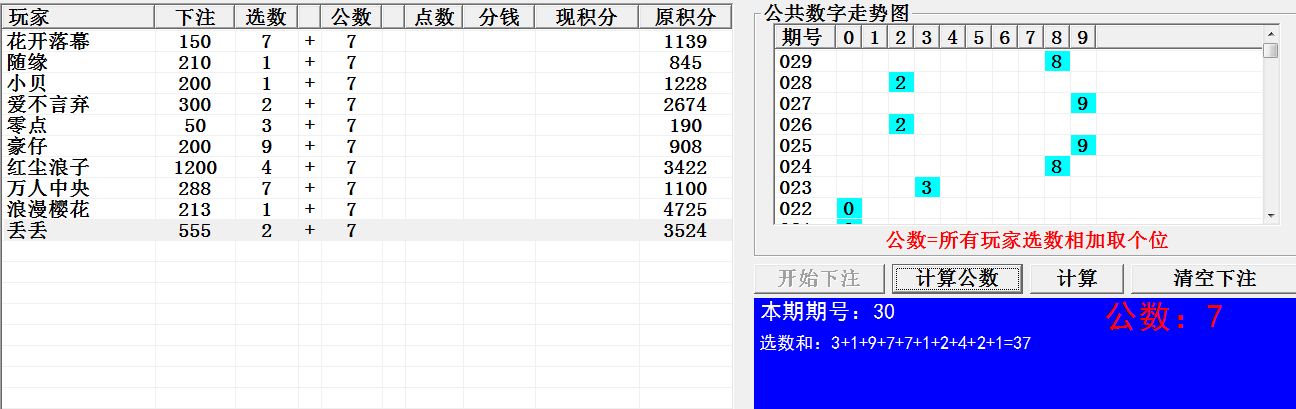 玩家 下注 选数 公数 点数 分钱 现积分 原积分
花开落幕 150 7 + 7 1139
随缘 210 1 + 7 845
小贝 200 1 + 7 1228
爱不言弃 300 2 + 7 2674
零点 50 3 + 7 190
豪仔 200 9 + 7 908
红尘浪子 1200 4 + 7 3422
万人中央 288 7 + 7 1100
浪漫樱花 213 1 + 7 4725
丢丢 555 2 + 7 3524
公共数字走势图
期号 0 1 2 3 4 5 6 7 8 9
029 8
028 2
027 9
026 2
025 9
024 8
023 3
022 0
公数=所有玩家选数相加取个位
开始下注 计算公数 计算 清空下注
本期期号：30 公数：7
选数和：3+1+9+7+7+1+2+4+2+1=37